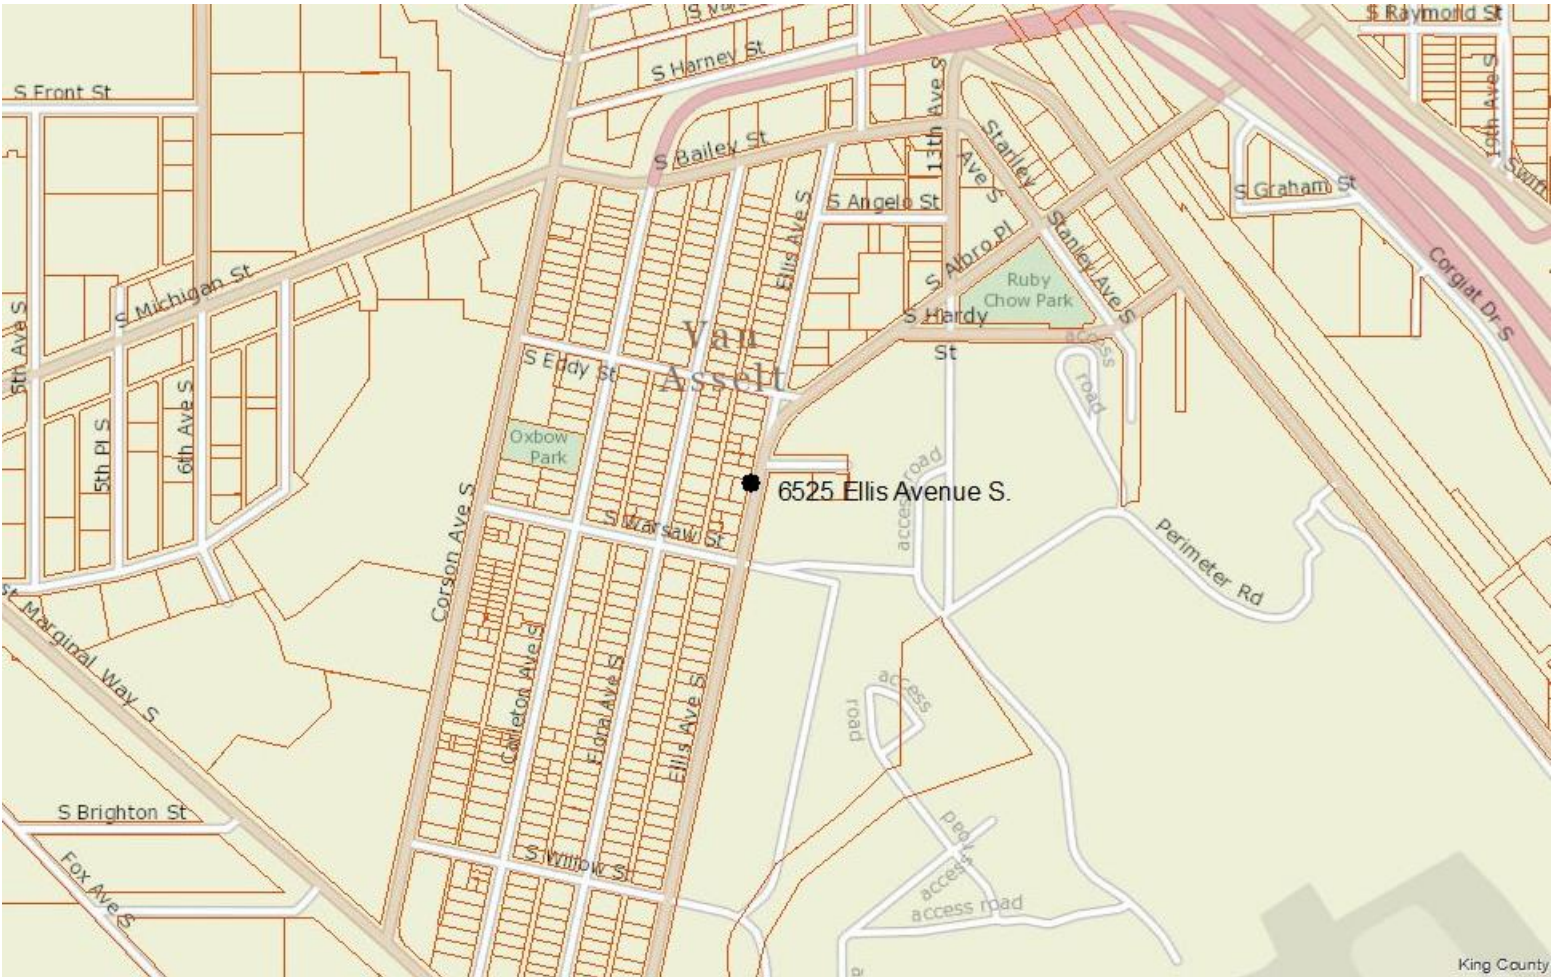 S Raymond St
S Harney St
S Front St
13th Ave S
19th Ave S
S Bailey St
Stanley
Ave S
S Swift
S Graham St
S Angelo St
Ellis Ave S
S Albro Pl
Stanley Ave S
Ruby
Chow Park
Corgiat Dr S
S Michigan St
S Hardy
St
5th Ave S
Van
Asselt
S Eddy St
access
road
5th Pl S
6th Ave S
Oxbow
Park
access road
6525 Ellis Avenue S.
S Warsaw St
Corson Ave S
access
Perimeter Rd
st Marginal Way S
Carleton Ave S
Flora Ave S
Ellis Ave S
access
road
S Brighton St
Fox Ave S
S Willow S
road
access
access road
a
King County